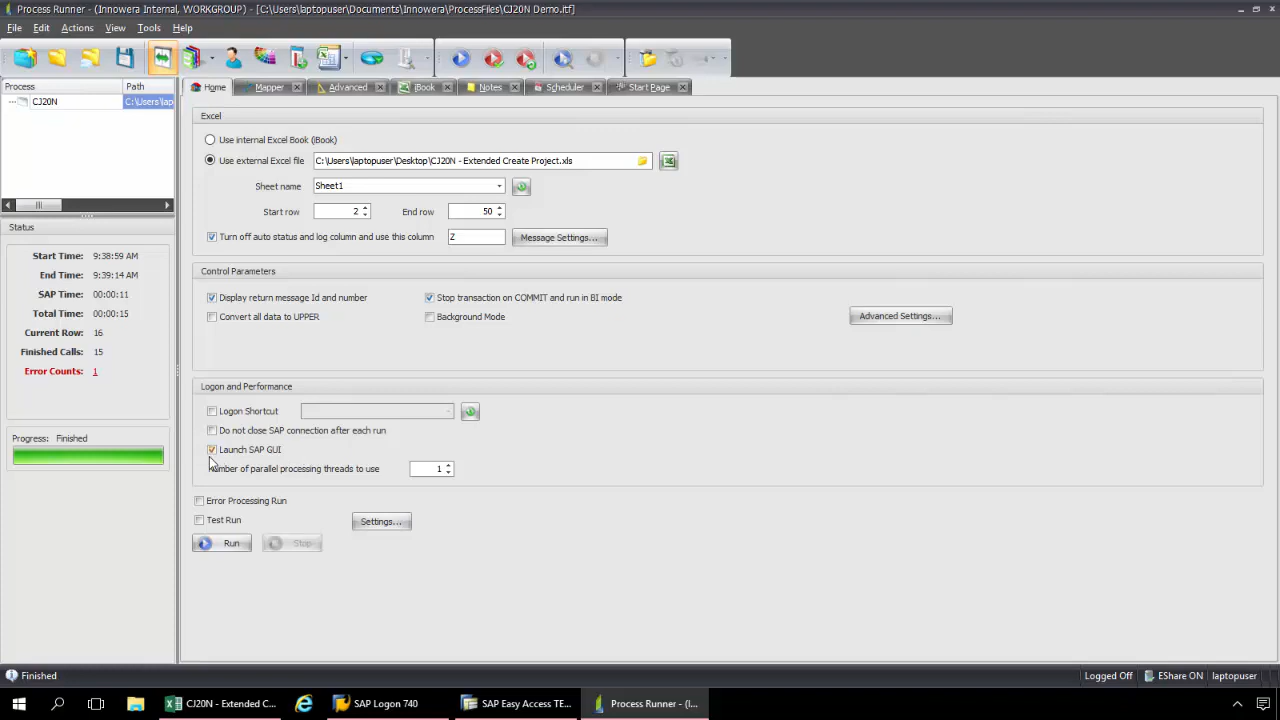 Process Runner - (Innowera Internal, WORKGROUP) - [C:\Users\laptopuser\Documents\Innowera\ProcessFiles\CJ20N Demo.itf]
File Edit Actions View Tools Help
Process Path
CJ20N C:\Users\lap
Status
Start Time: 9:38:59 AM
End Time: 9:39:14 AM
SAP Time: 00:00:11
Total Time: 00:00:15
Current Row: 16
Finished Calls: 15
Error Counts: 1
Progress: Finished
Home Mapper Advanced iBook Notes Scheduler Start Page
Excel
Use internal Excel Book (iBook)
Use external Excel file C:\Users\laptopuser\Desktop\CJ20N - Extended Create Project.xls
Sheet name Sheet1
Start row 2 End row 50
Turn off auto status and log column and use this column Z Message Settings...
Control Parameters
Display return message Id and number Stop transaction on COMMIT and run in BI mode
Convert all data to UPPER Background Mode Advanced Settings...
Logon and Performance
Logon Shortcut
Do not close SAP connection after each run
Launch SAP GUI
Number of parallel processing threads to use 1
Error Processing Run
Test Run Settings...
Run Stop
Finished Logged Off EShare ON laptopuser
CJ20N - Extended C... SAP Logon 740 SAP Easy Access TE... Process Runner - (I...